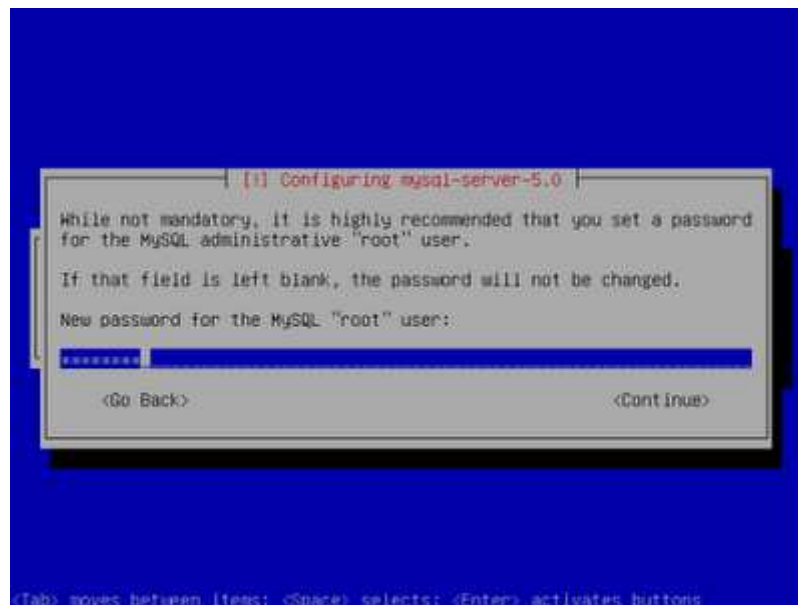 [!] Configuring mysql-server-5.0
While not mandatory, it is highly recommended that you set a password
for the MySQL administrative "root" user.
If that field is left blank, the password will not be changed.
New password for the MySQL "root" user:
********
<Go Back> <Continue>
<Tab> moves between items; <Space> selects; <Enter> activates buttons